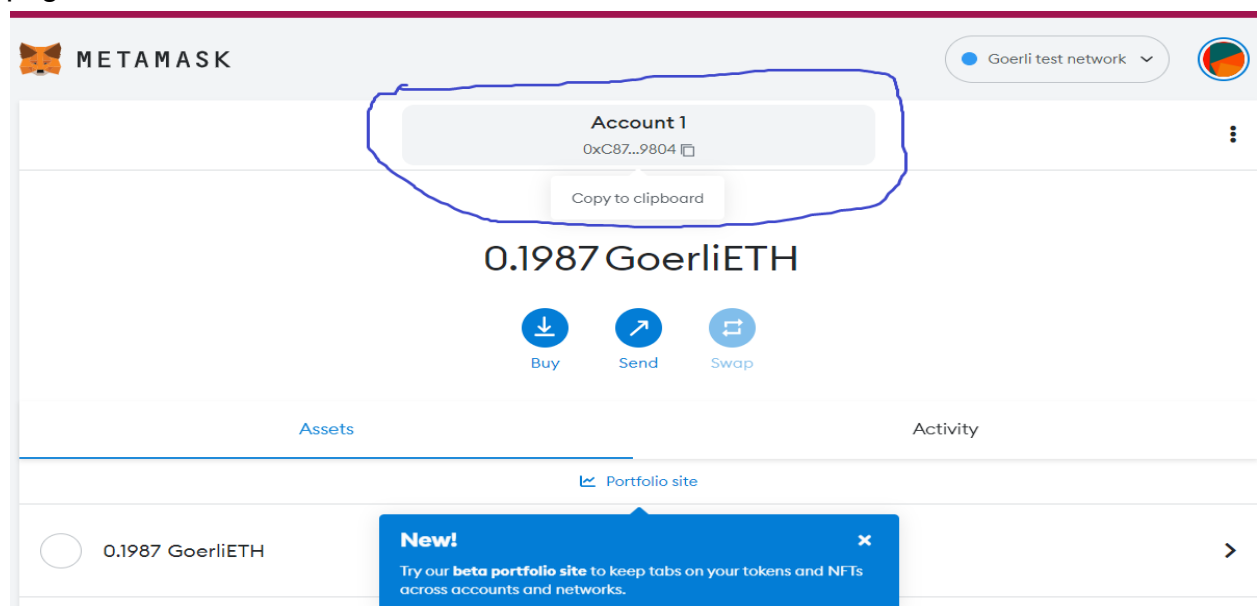 METAMASK
Goerli test network
Account 1
0xC87...9804
Copy to clipboard
0.1987 GoerliETH
Buy Send Swap
Assets Activity
Portfolio site
0.1987 GoerliETH
New!
Try our beta portfolio site to keep tabs on your tokens and NFTs
across accounts and networks.